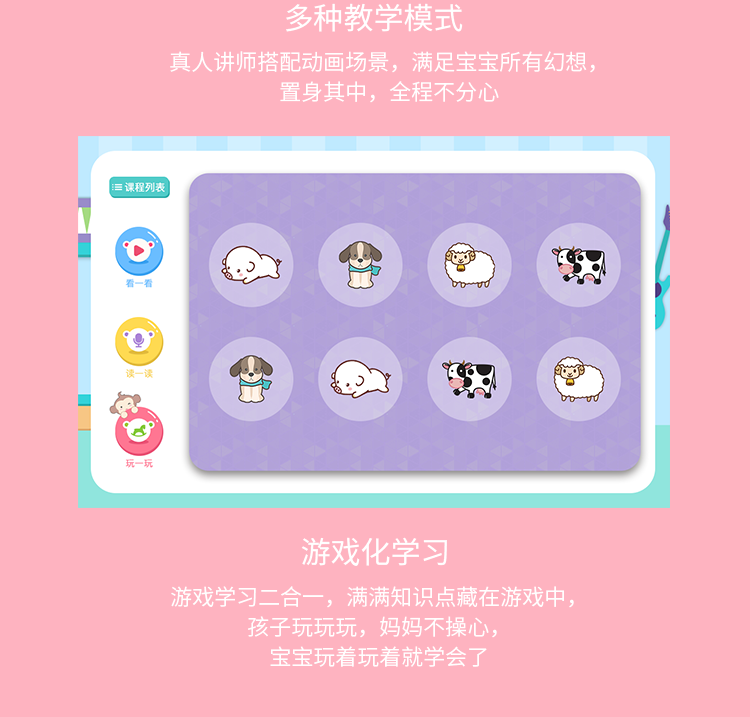 多种教学模式
真人讲师搭配动画场景，满足宝宝所有幻想，
置身其中，全程不分心
课程列表
看一看
读一读
玩一玩
游戏化学习
游戏学习二合一，满满知识点藏在游戏中，
孩子玩玩玩，妈妈不操心，
宝宝玩着玩着就学会了